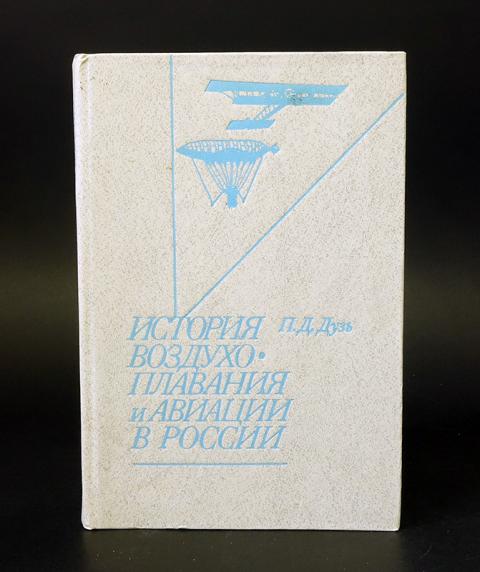 ИСТОРИЯ П. Д. Дузь
ВОЗДУХО•
ПЛАВАНИЯ
и АВИАЦИИ
В РОССИИ